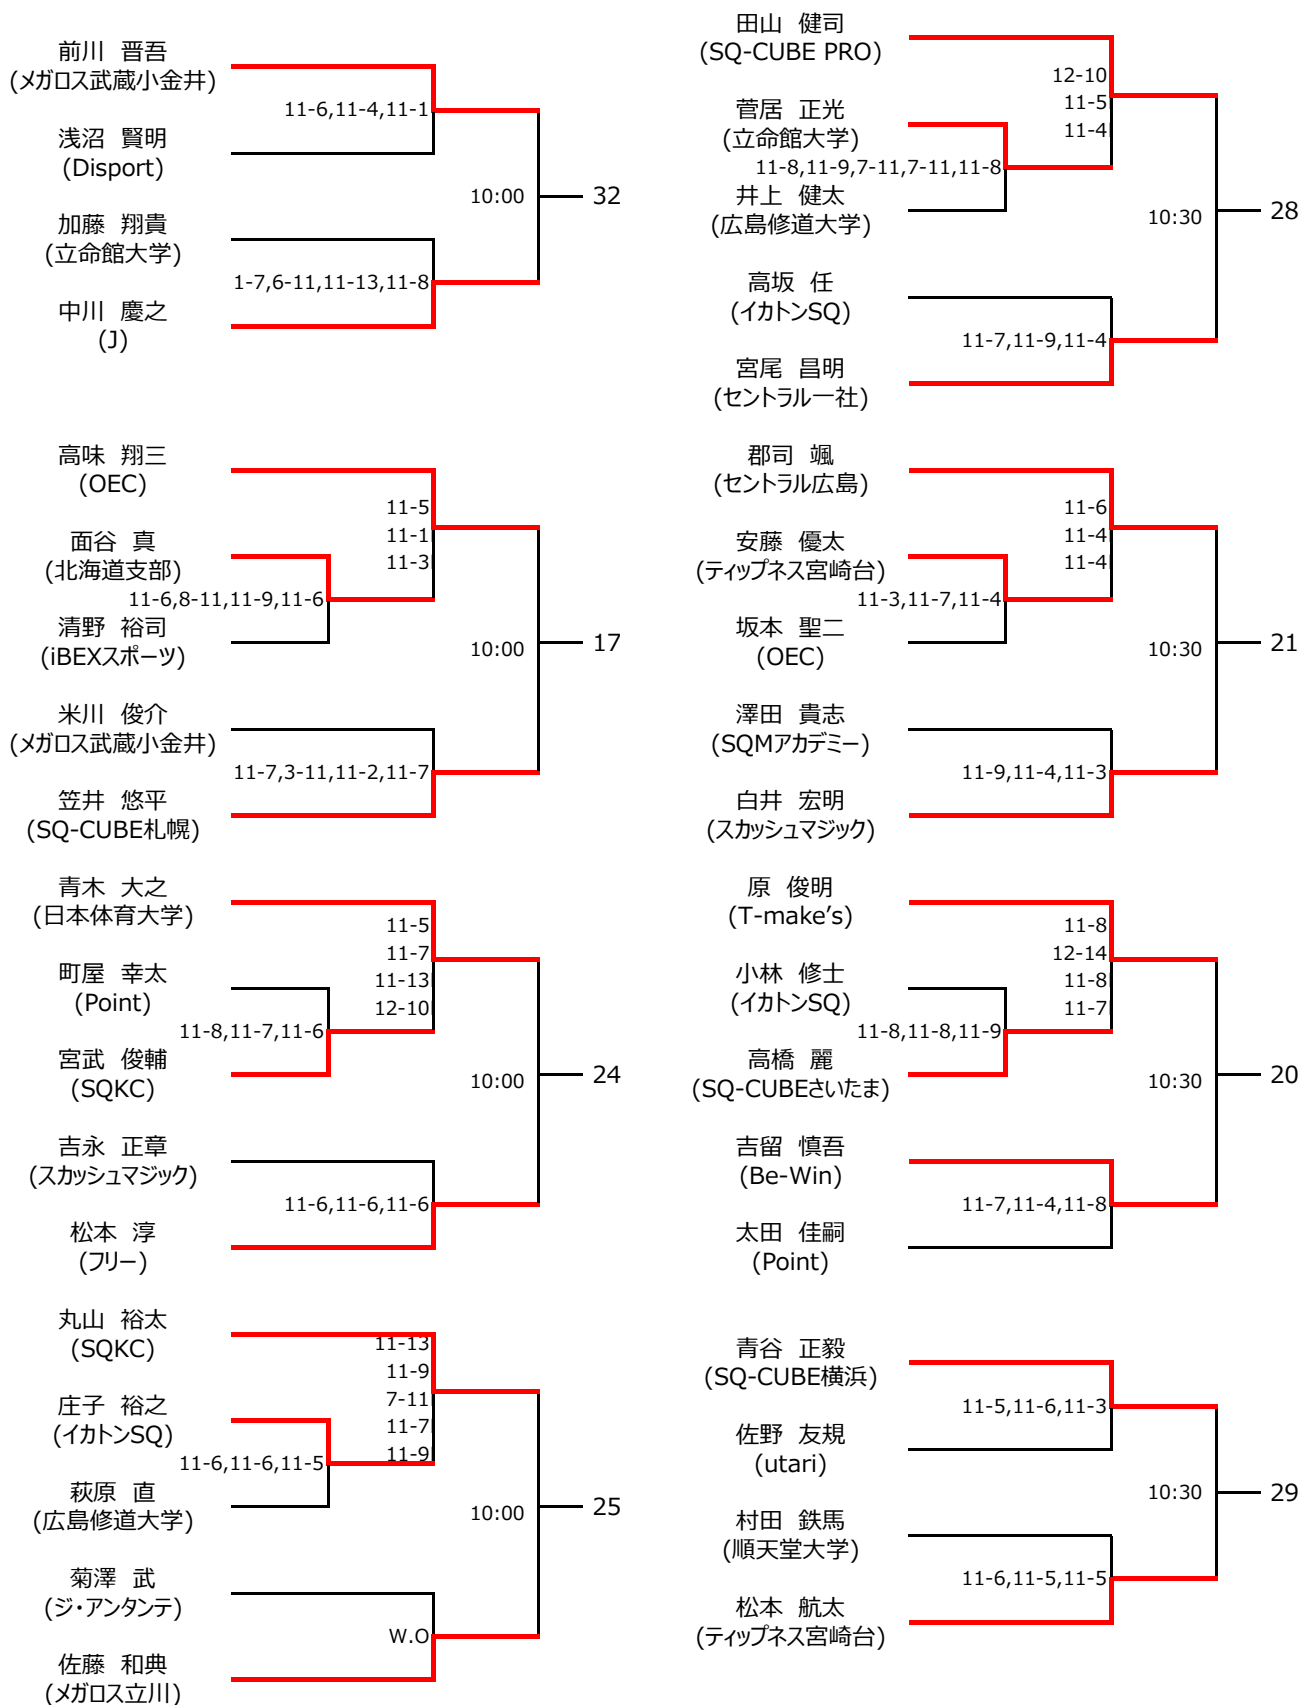 前川 晋吾
(メガロス武蔵小金井)
11-6,11-4,11-1
浅沼 賢明
(Disport)
10:00
32
加藤 翔貴
(立命館大学)
1-7,6-11,11-13,11-8
中川 慶之
(J)
高味 翔三
(OEC)
11-5
11-1
11-3
面谷 真
(北海道支部)
11-6,8-11,11-9,11-6
清野 裕司
(iBEXスポーツ)
10:00
17
米川 俊介
(メガロス武蔵小金井)
11-7,3-11,11-2,11-7
笠井 悠平
(SQ-CUBE札幌)
青木 大之
(日本体育大学)
11-5
11-7
11-13
12-10
町屋 幸太
(Point)
11-8,11-7,11-6
宮武 俊輔
(SQKC)
10:00
24
吉永 正章
(スカッシュマジック)
11-6,11-6,11-6
松本 淳
(フリー)
丸山 裕太
(SQKC)
11-13
11-9
7-11
11-7
11-9
庄子 裕之
(イカトンSQ)
11-6,11-6,11-5
萩原 直
(広島修道大学)
10:00
25
菊澤 武
(ジ・アンタンテ)
W.O
佐藤 和典
(メガロス立川)
田山 健司
(SQ-CUBE PRO)
12-10
11-5
11-4
菅居 正光
(立命館大学)
11-8,11-9,7-11,7-11,11-8
井上 健太
(広島修道大学)
10:30
28
高坂 任
(イカトンSQ)
11-7,11-9,11-4
宮尾 昌明
(セントラル一社)
郡司 颯
(セントラル広島)
11-6
11-4
11-4
安藤 優太
(ティップネス宮崎台)
11-3,11-7,11-4
坂本 聖二
(OEC)
10:30
21
澤田 貴志
(SQMアカデミー)
11-9,11-4,11-3
白井 宏明
(スカッシュマジック)
原 俊明
(T-make's)
11-8
12-14
11-8
11-7
小林 修士
(イカトンSQ)
11-8,11-8,11-9
高橋 麗
(SQ-CUBEさいたま)
10:30
20
吉留 慎吾
(Be-Win)
11-7,11-4,11-8
太田 佳嗣
(Point)
青谷 正毅
(SQ-CUBE横浜)
11-5,11-6,11-3
佐野 友規
(utari)
10:30
29
村田 鉄馬
(順天堂大学)
11-6,11-5,11-5
松本 航太
(ティップネス宮崎台)